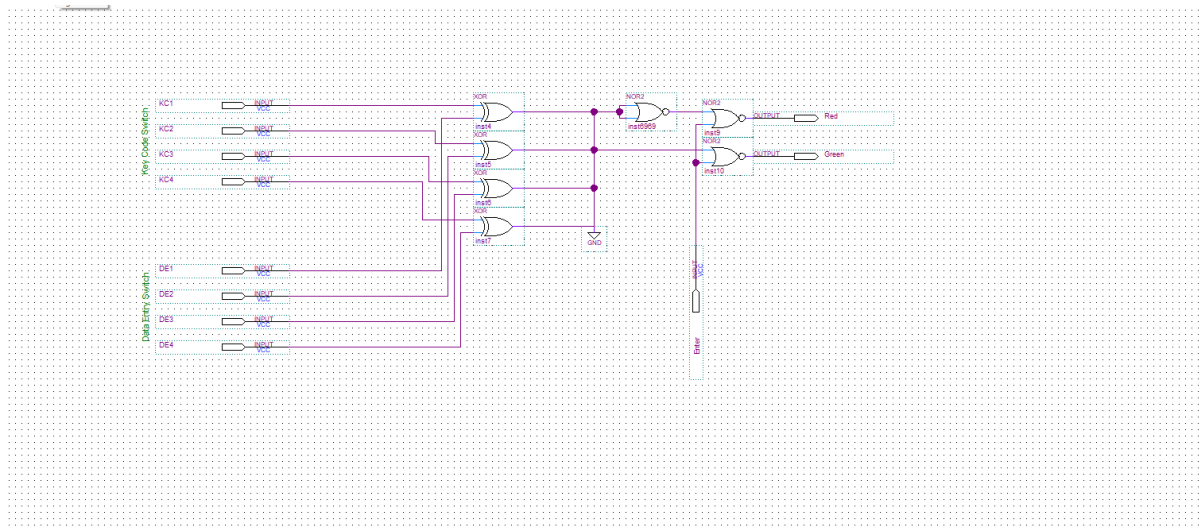 Key Code Switch
KC1
INPUT
VCC
KC2
INPUT
VCC
KC3
INPUT
VCC
KC4
INPUT
VCC
XOR
inst4
XOR
inst5
XOR
inst6
XOR
inst7
GND
NOR2
inst6969
NOR2
inst9
OUTPUT
Red
NOR2
inst10
OUTPUT
Green
Data Entry Switch
DE1
INPUT
VCC
DE2
INPUT
VCC
DE3
INPUT
VCC
DE4
INPUT
VCC
INPUT
VCC
Enter